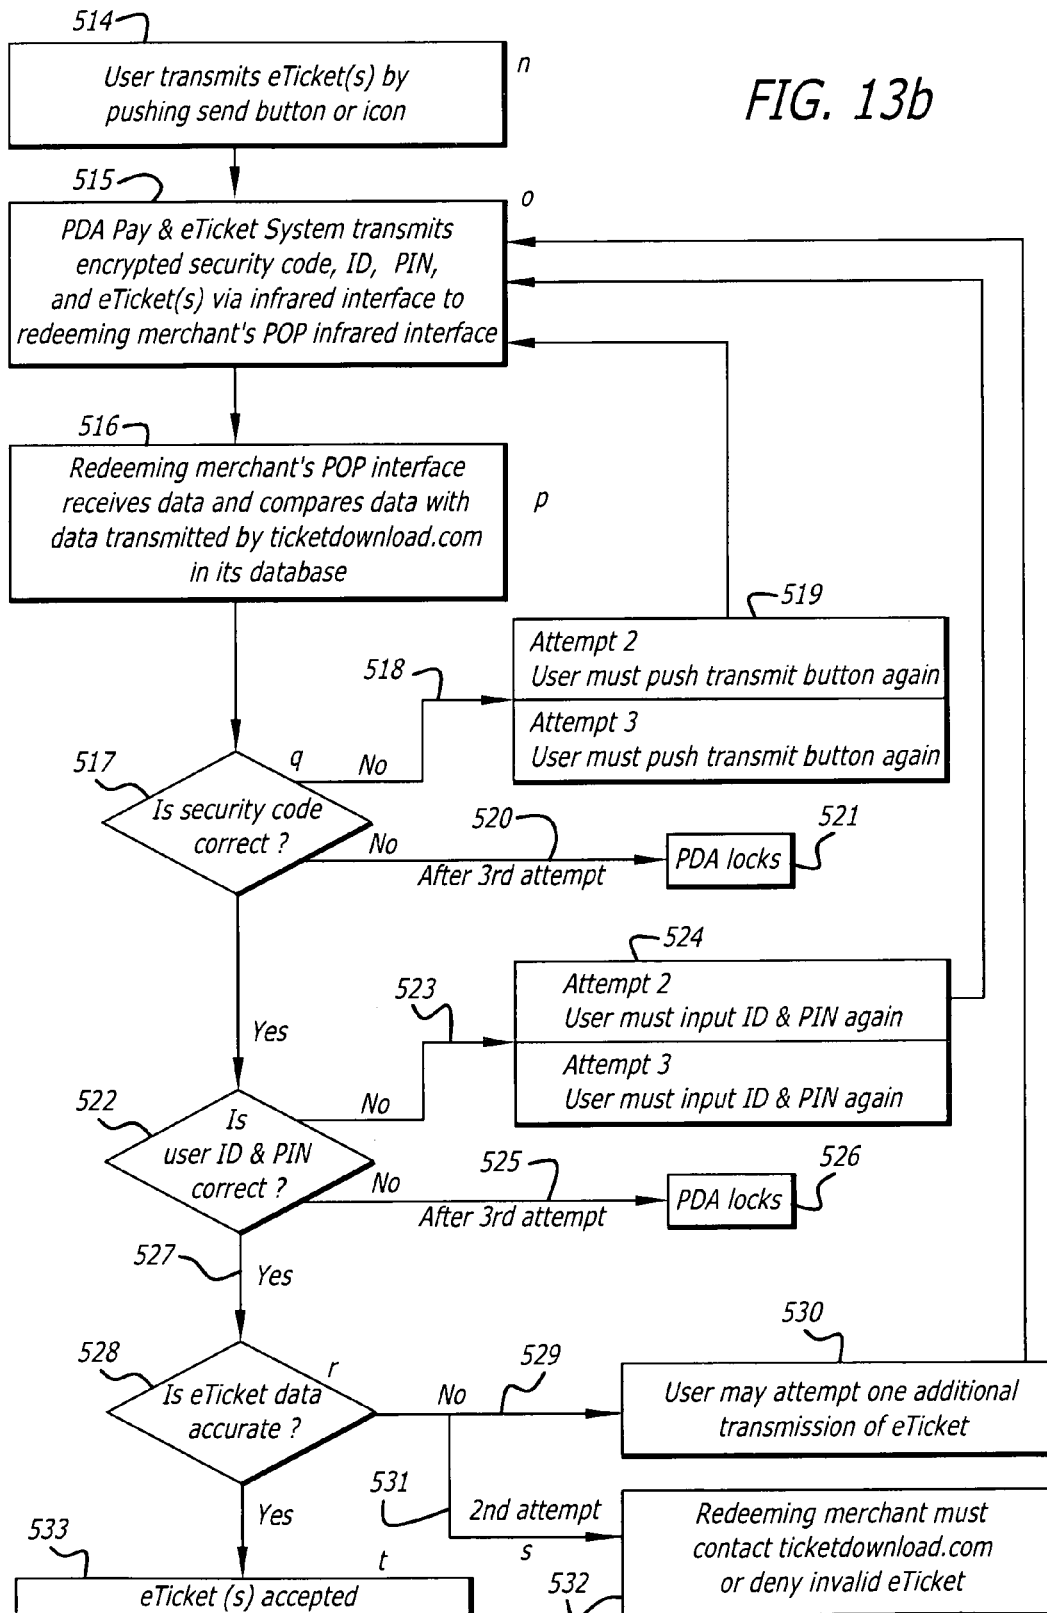 514
User transmits eTicket(s) by
pushing send button or icon
n
FIG. 13b
515
o
PDA Pay & eTicket System transmits
encrypted security code, ID, PIN,
and eTicket(s) via infrared interface to
redeeming merchant's POP infrared interface
516
Redeeming merchant's POP interface
receives data and compares data with
data transmitted by ticketdownload.com
in its database
p
519
Attempt 2
User must push transmit button again
Attempt 3
User must push transmit button again
518
517
q
No
Is security code
correct ?
No
520
After 3rd attempt
521
PDA locks
524
Attempt 2
User must input ID & PIN again
Attempt 3
User must input ID & PIN again
523
Yes
522
No
Is
user ID & PIN
correct ?
No
525
After 3rd attempt
526
PDA locks
527
Yes
530
528
r
529
Is eTicket data
accurate ?
No
User may attempt one additional
transmission of eTicket
531
Yes
2nd attempt
s
Redeeming merchant must
contact ticketdownload.com
or deny invalid eTicket
532
533
t
eTicket (s) accepted